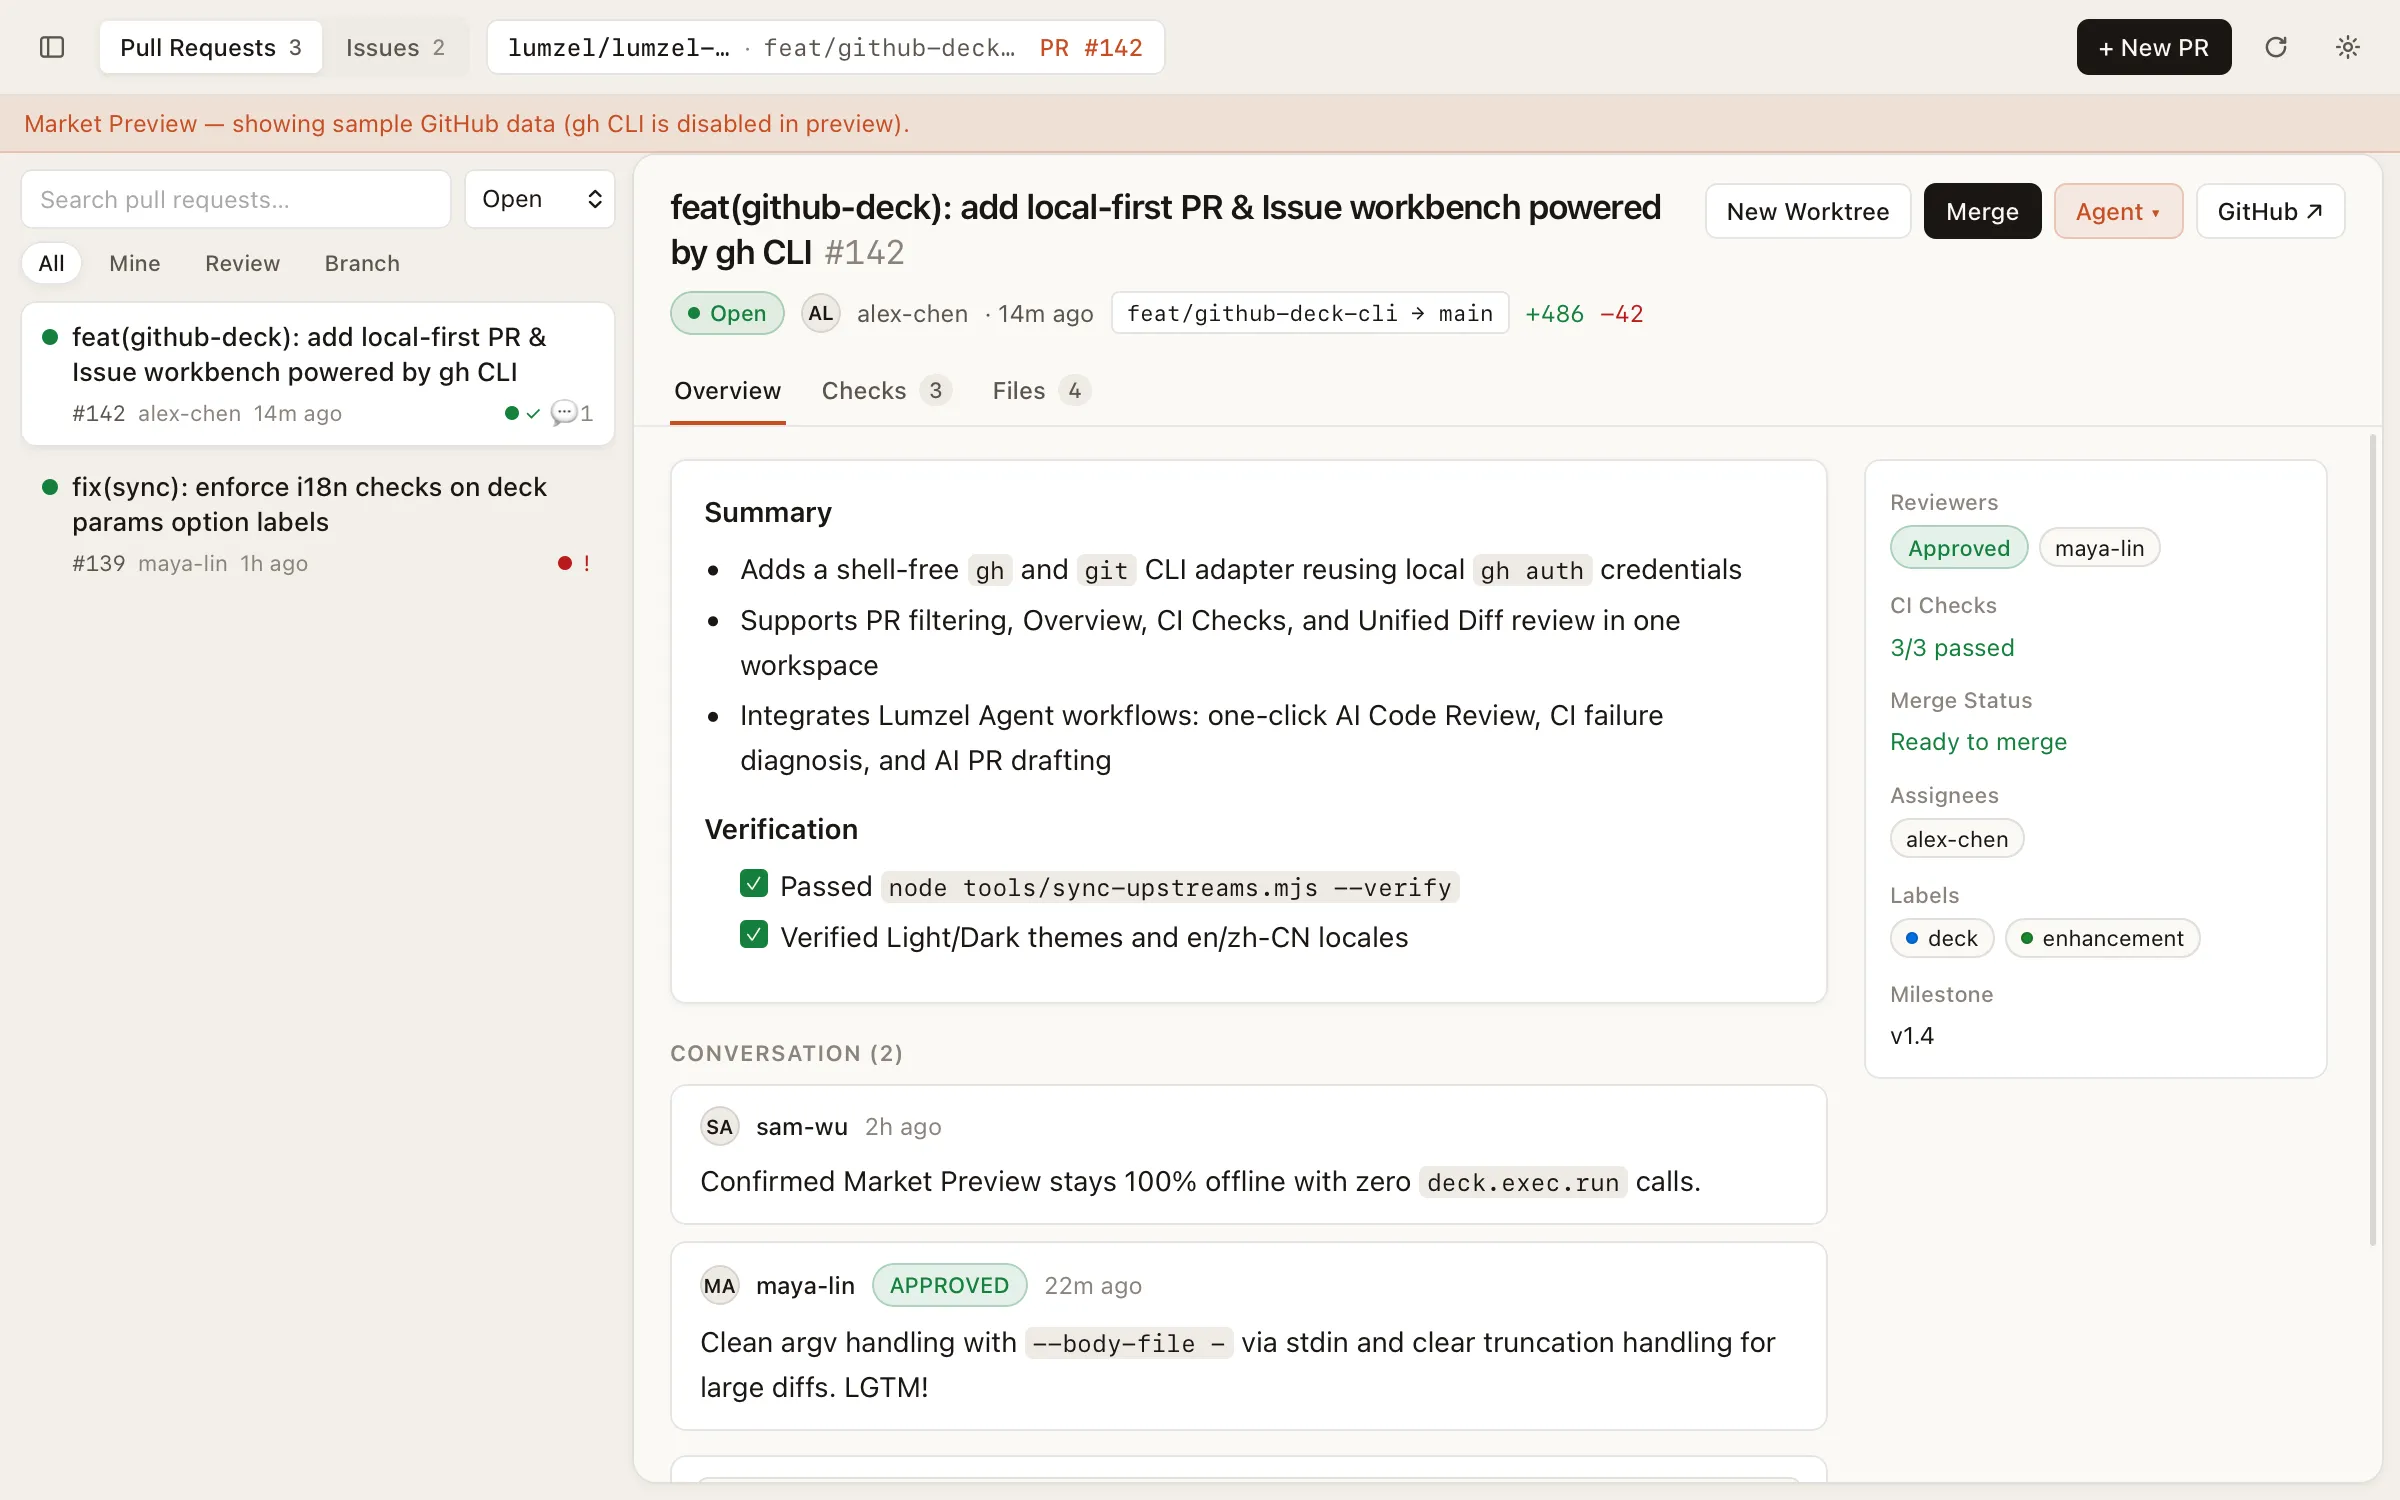 Pull Requests 3
Issues 2
lumzel/lumzel-… · feat/github-deck… PR #142
+ New PR
Market Preview — showing sample GitHub data (gh CLI is disabled in preview).
Search pull requests...
Open
All
Mine
Review
Branch
feat(github-deck): add local-first PR &
Issue workbench powered by gh CLI
#142 alex-chen 14m ago
✓ 💬1
fix(sync): enforce i18n checks on deck
params option labels
#139 maya-lin 1h ago
!
feat(github-deck): add local-first PR & Issue workbench powered
by gh CLI #142
New Worktree
Merge
Agent ▾
GitHub ↗
Open
AL
alex-chen · 14m ago
feat/github-deck-cli → main
+486 −42
Overview
Checks 3
Files 4
Summary
• Adds a shell-free gh and git CLI adapter reusing local gh auth credentials
• Supports PR filtering, Overview, CI Checks, and Unified Diff review in one
workspace
• Integrates Lumzel Agent workflows: one-click AI Code Review, CI failure
diagnosis, and AI PR drafting
Verification
✓ Passed node tools/sync-upstreams.mjs --verify
✓ Verified Light/Dark themes and en/zh-CN locales
CONVERSATION (2)
SA sam-wu 2h ago
Confirmed Market Preview stays 100% offline with zero deck.exec.run calls.
MA maya-lin APPROVED 22m ago
Clean argv handling with --body-file - via stdin and clear truncation handling for
large diffs. LGTM!
Reviewers
Approved maya-lin
CI Checks
3/3 passed
Merge Status
Ready to merge
Assignees
alex-chen
Labels
deck
enhancement
Milestone
v1.4